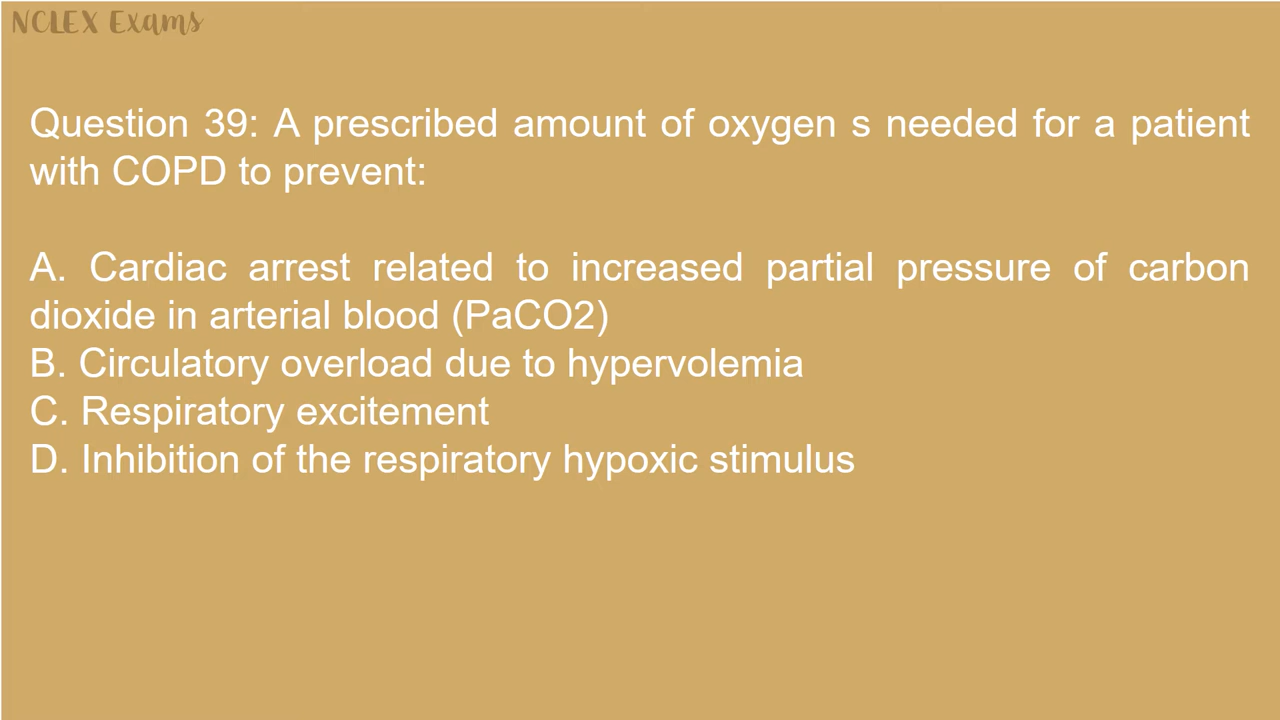 NCLEX Exams
Question 39: A prescribed amount of oxygen s needed for a patient
with COPD to prevent:
A. Cardiac arrest related to increased partial pressure of carbon
dioxide in arterial blood (PaCO2)
B. Circulatory overload due to hypervolemia
C. Respiratory excitement
D. Inhibition of the respiratory hypoxic stimulus